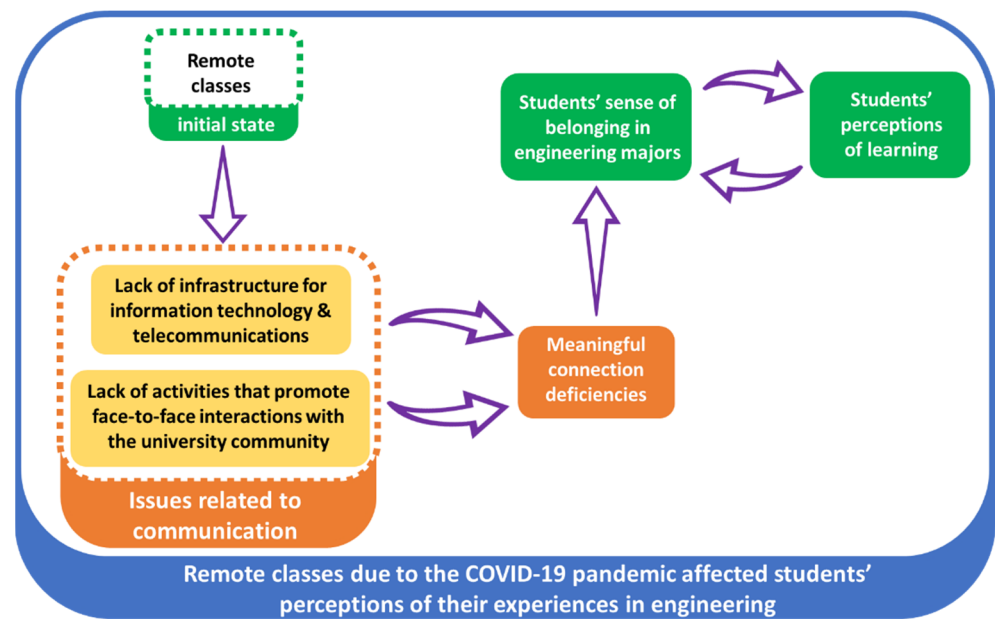 Remote
classes
initial state
Lack of infrastructure for
information technology &
telecommunications
Lack of activities that promote
face-to-face interactions with
the university community
Issues related to
communication
Meaningful
connection
deficiencies
Students’ sense of
belonging in
engineering majors
Students’
perceptions
of learning
Remote classes due to the COVID-19 pandemic affected students’
perceptions of their experiences in engineering